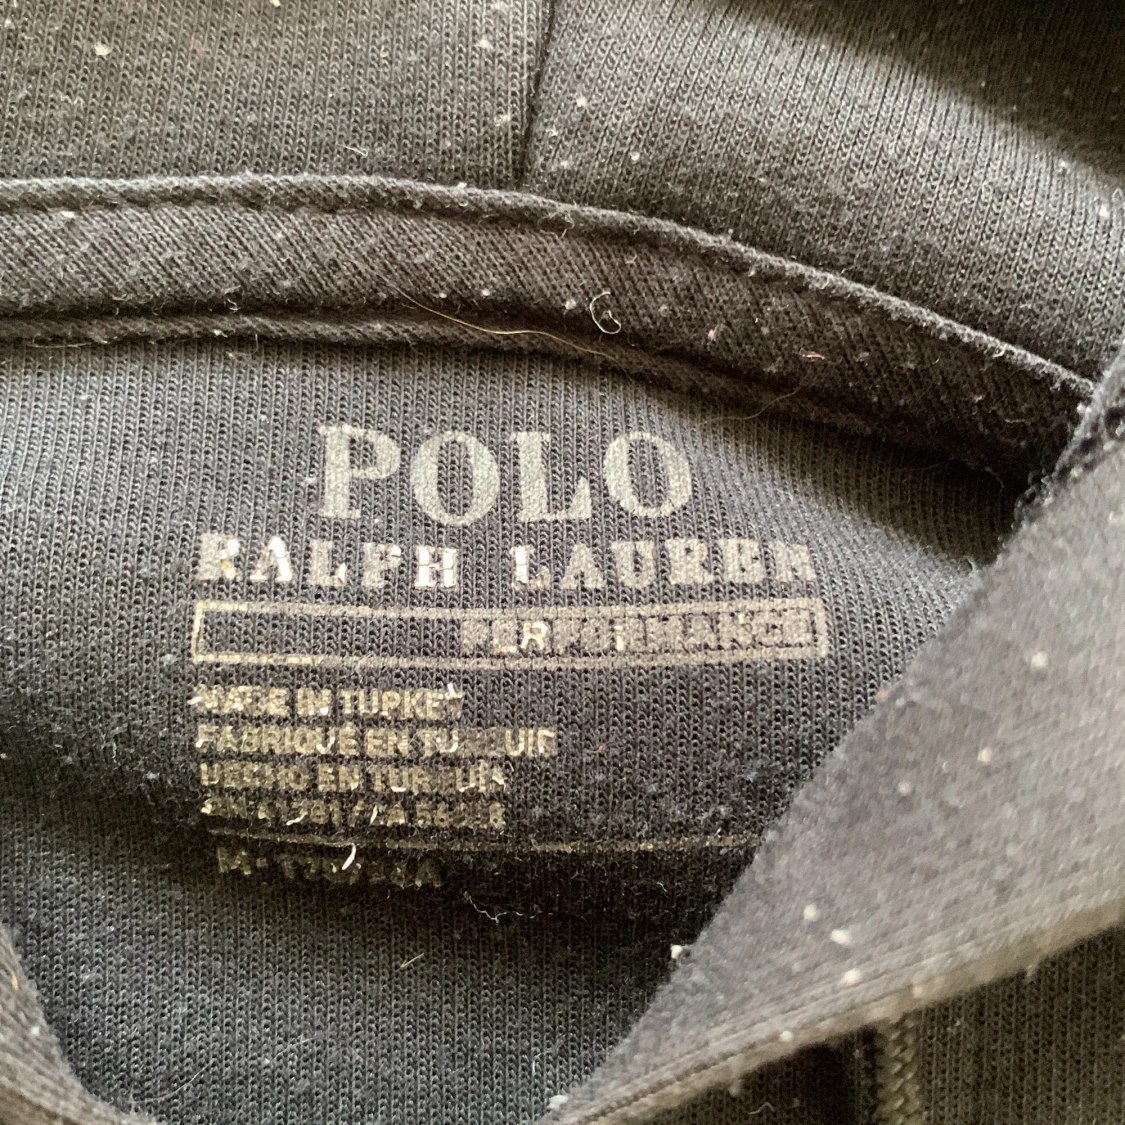 POLO
RALPH LAUREN
PERFORMANCE
MADE IN TURKEY
FABRIQUÉ EN TURQUIE
HECHO EN TURQUÍA